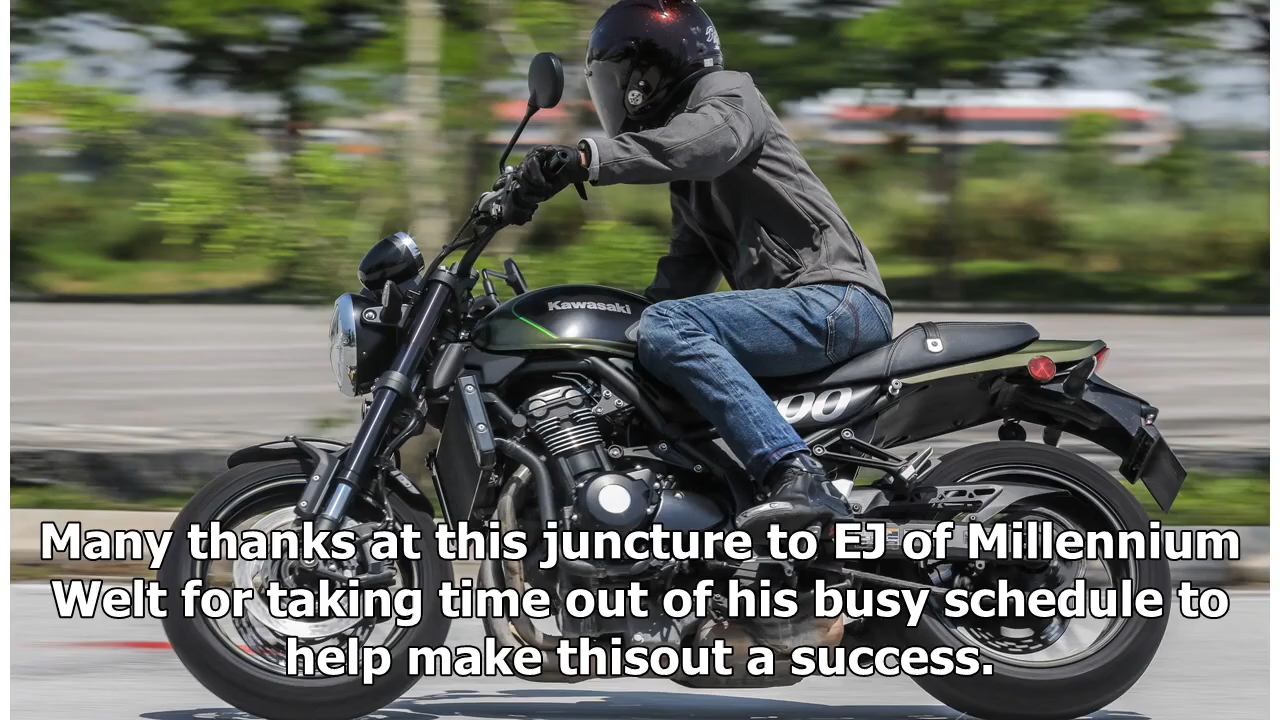 Kawasaki
900
Many thanks at this juncture to EJ of Millennium
Welt for taking time out of his busy schedule to
help make thisout a success.